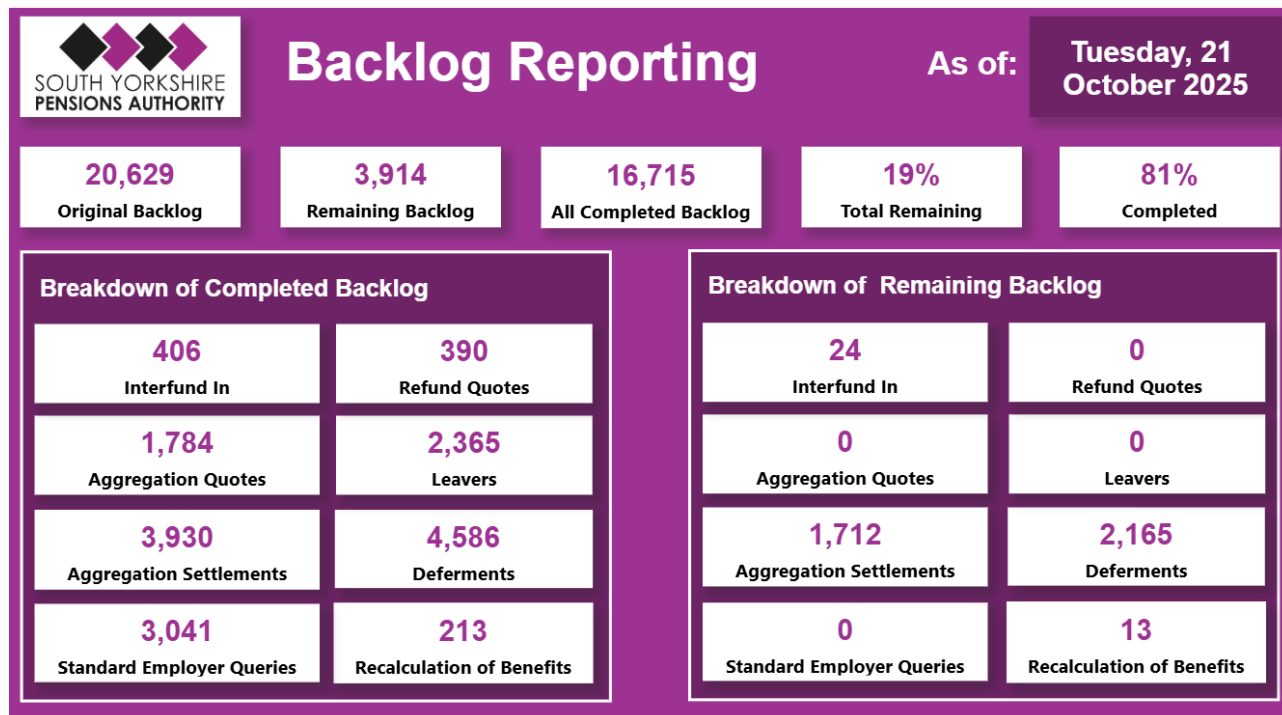 SOUTH YORKSHIRE
PENSIONS AUTHORITY
Backlog Reporting
As of:
Tuesday, 21
October 2025
20,629
Original Backlog
3,914
Remaining Backlog
16,715
All Completed Backlog
19%
Total Remaining
81%
Completed
Breakdown of Completed Backlog
406
Interfund In
390
Refund Quotes
1,784
Aggregation Quotes
2,365
Leavers
3,930
Aggregation Settlements
4,586
Deferments
3,041
Standard Employer Queries
213
Recalculation of Benefits
Breakdown of  Remaining Backlog
24
Interfund In
0
Refund Quotes
0
Aggregation Quotes
0
Leavers
1,712
Aggregation Settlements
2,165
Deferments
0
Standard Employer Queries
13
Recalculation of Benefits